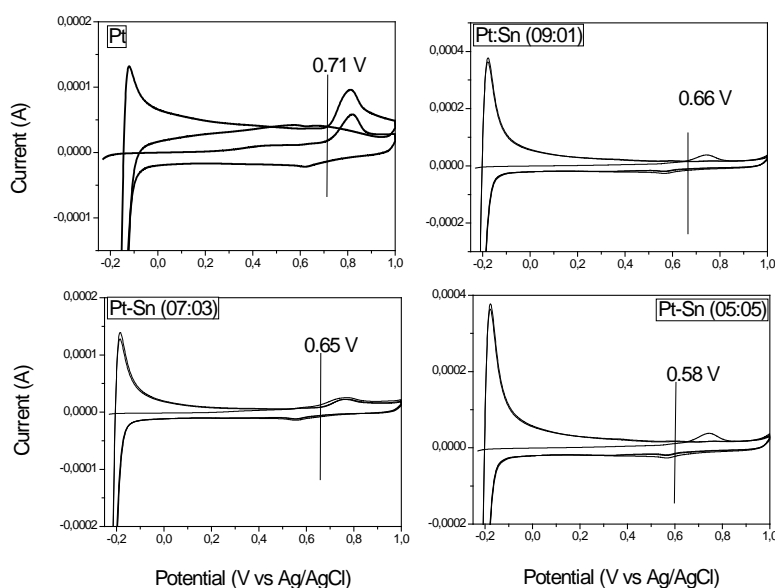 Pt
0.71 V
0,0002
0,0001
0,0000
-0,0001
-0,2 0,0 0,2 0,4 0,6 0,8 1,0
Current (A)
Pt:Sn (09:01)
0.66 V
0,0004
0,0002
0,0000
-0,0002
-0,2 0,0 0,2 0,4 0,6 0,8 1,0
Pt-Sn (07:03)
0.65 V
0,0002
0,0001
0,0000
-0,0001
-0,0002
-0,2 0,0 0,2 0,4 0,6 0,8 1,0
Current (A)
Potential (V vs Ag/AgCl)
Pt-Sn (05:05)
0.58 V
0,0004
0,0002
0,0000
-0,0002
-0,2 0,0 0,2 0,4 0,6 0,8 1,0
Potential (V vs Ag/AgCl)